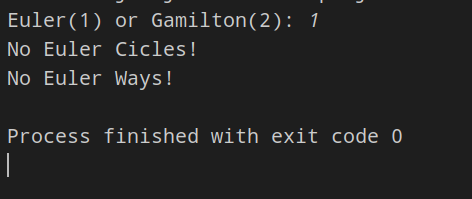 Euler(1) or Gamilton(2): 1
No Euler Cicles!
No Euler Ways!
Process finished with exit code 0